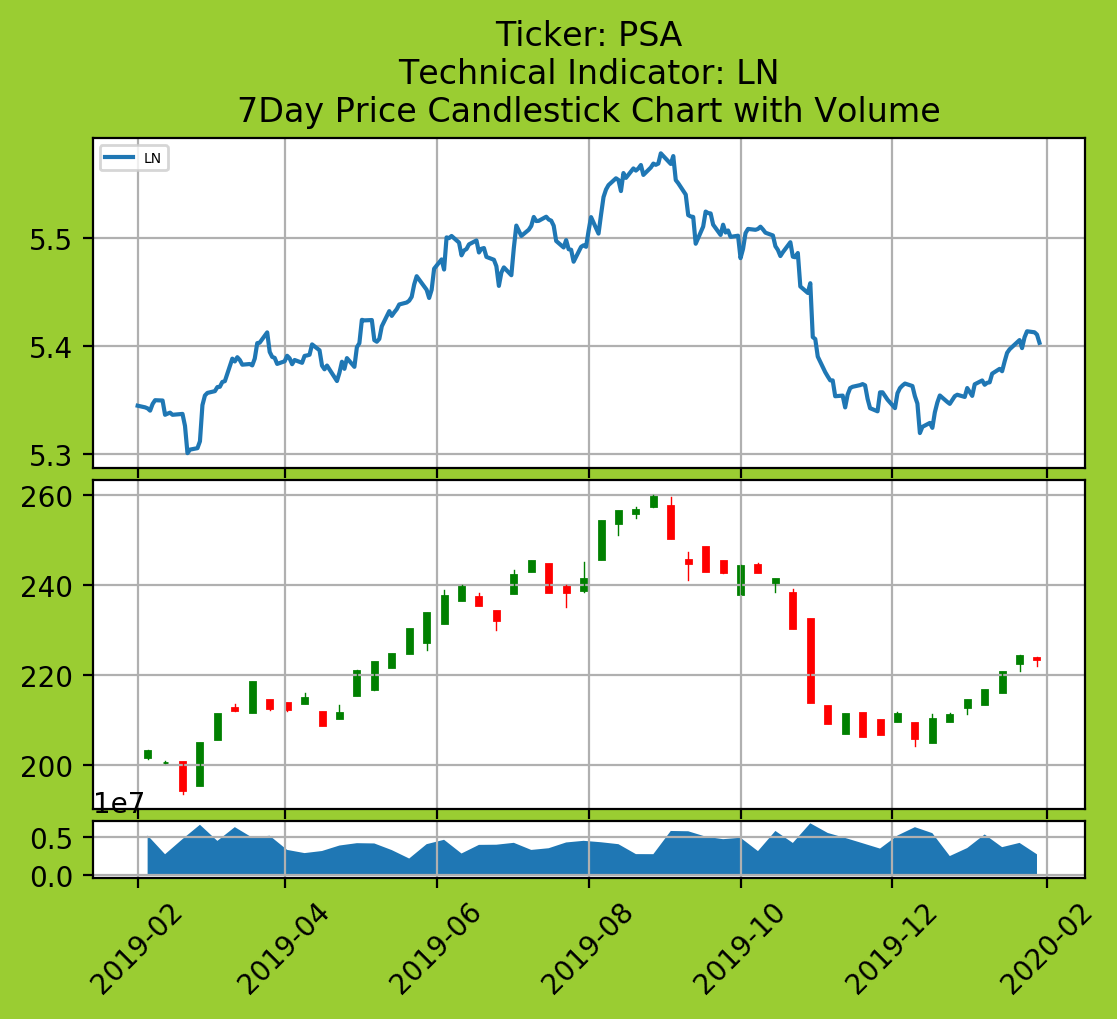 Ticker: PSA
Technical Indicator: LN
7Day Price Candlestick Chart with Volume
LN
5.5
5.4
5.3
260
240
220
200
1e7
0.5
0.0
2019-02 2019-04 2019-06 2019-08 2019-10 2019-12 2020-02